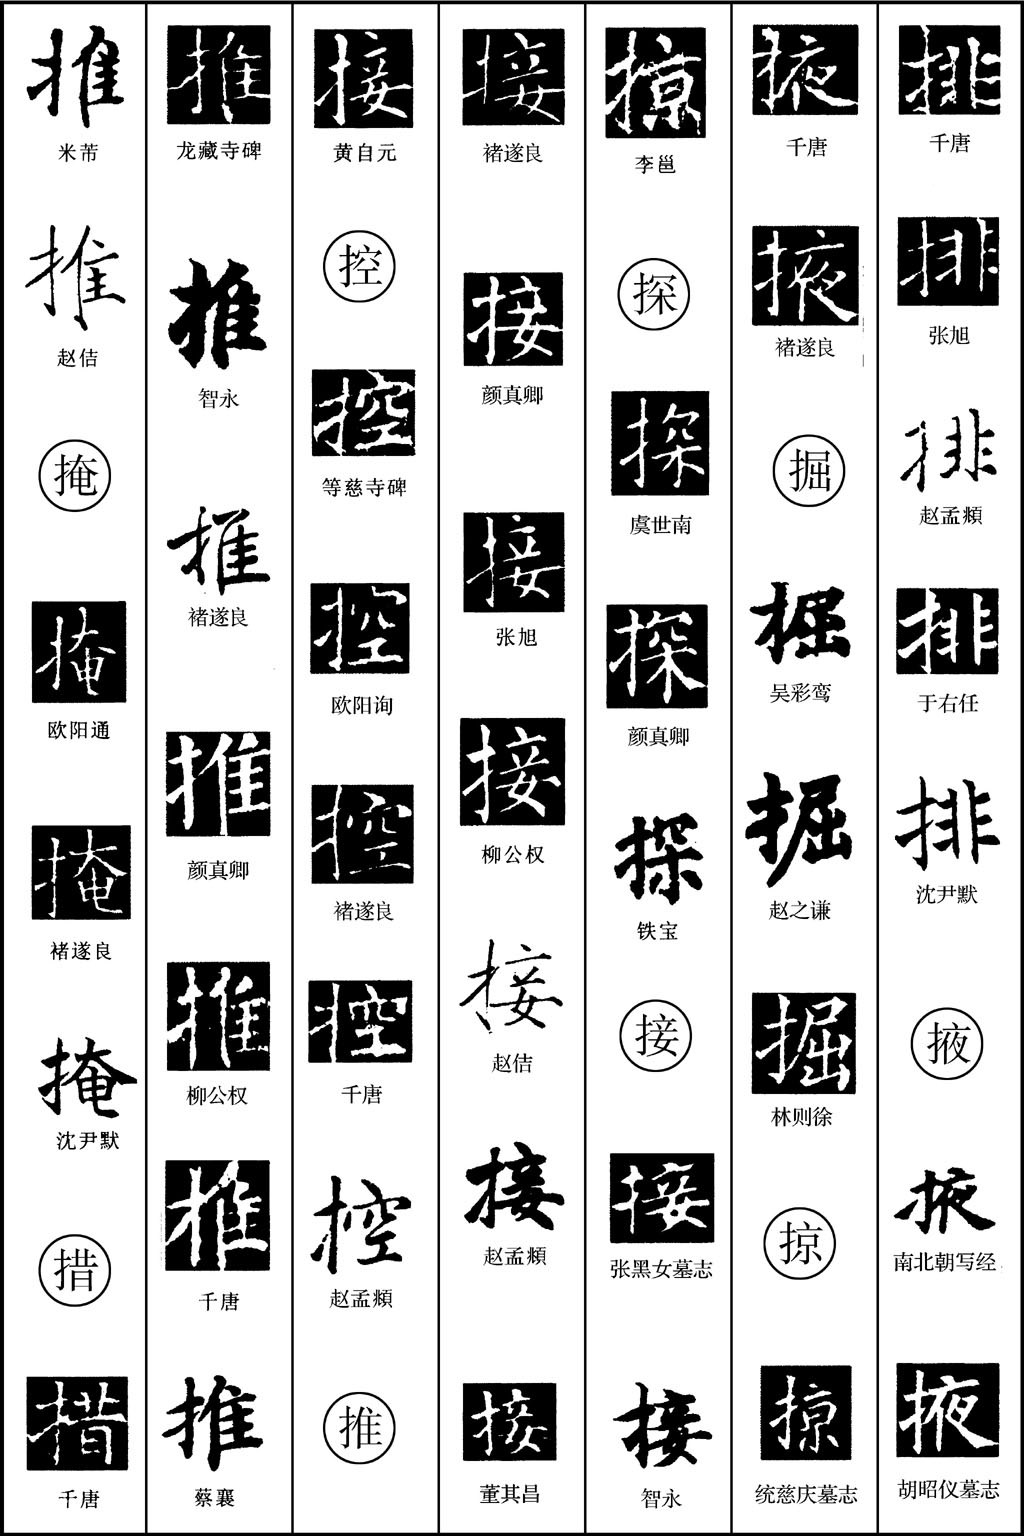 排
千唐
排
张旭
排
赵孟頫
排
于右任
排
沈尹默
掖
掖
南北朝写经
掖
胡昭仪墓志
掖
千唐
掖
褚遂良
掘
掘
吴彩鸾
掘
赵之谦
掘
林则徐
掠
掠
统慈庆墓志
掠
李邕
探
探
虞世南
探
颜真卿
探
铁宝
接
接
张黑女墓志
接
智永
接
褚遂良
接
颜真卿
接
张旭
接
柳公权
接
赵佶
接
赵孟頫
接
董其昌
接
黄自元
控
控
等慈寺碑
控
欧阳询
控
褚遂良
控
千唐
控
赵孟頫
推
推
龙藏寺碑
推
智永
推
褚遂良
推
颜真卿
推
柳公权
推
千唐
推
蔡襄
推
米芾
推
赵佶
掩
掩
欧阳通
掩
褚遂良
掩
沈尹默
措
措
千唐